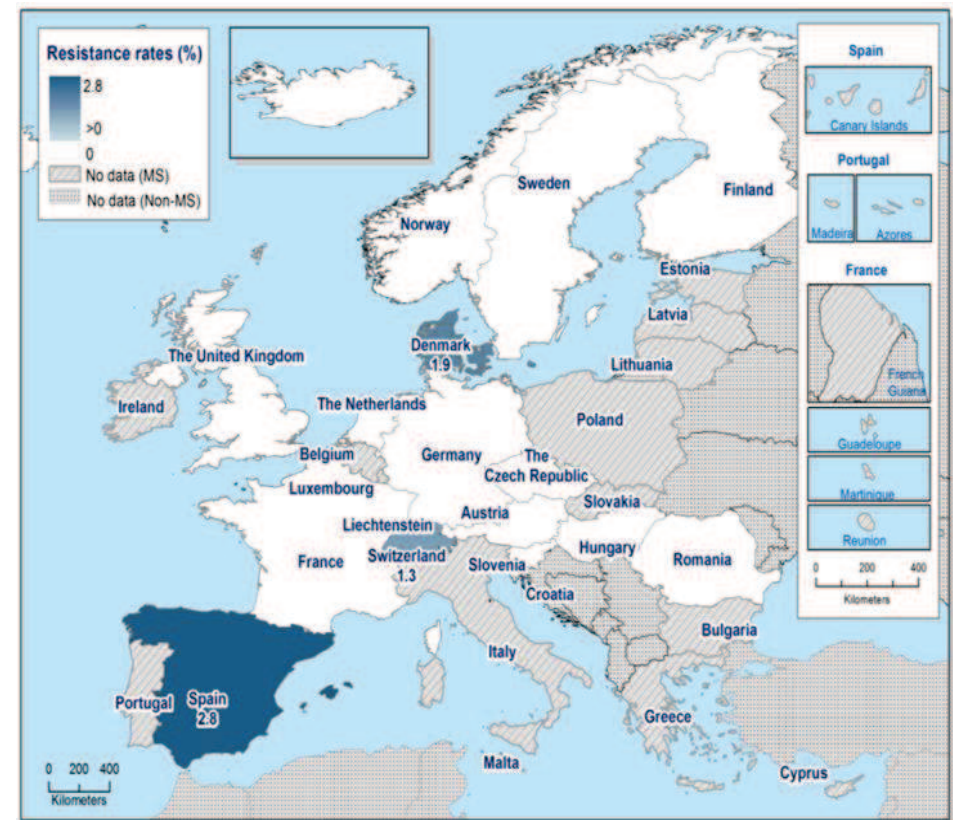 Resistance rates (%)
2.8
>0
0
No data (MS)
No data (Non-MS)
Spain
Canary Islands
Portugal
Madeira
Azores
France
French
Guiana
Guadeloupe
Martinique
Reunion
0 200 400
Kilometers
Sweden
Finland
Norway
Estonia
Latvia
Denmark
1.9
Lithuania
The United Kingdom
Ireland
The Netherlands
Poland
Belgium
Germany
The
Czech Republic
Luxembourg
Slovakia
Austria
Liechtenstein
Switzerland
1.3
France
Slovenia
Hungary
Romania
Croatia
Bulgaria
Italy
Portugal
Spain
2.8
Greece
Malta
Cyprus
0 200 400
Kilometers